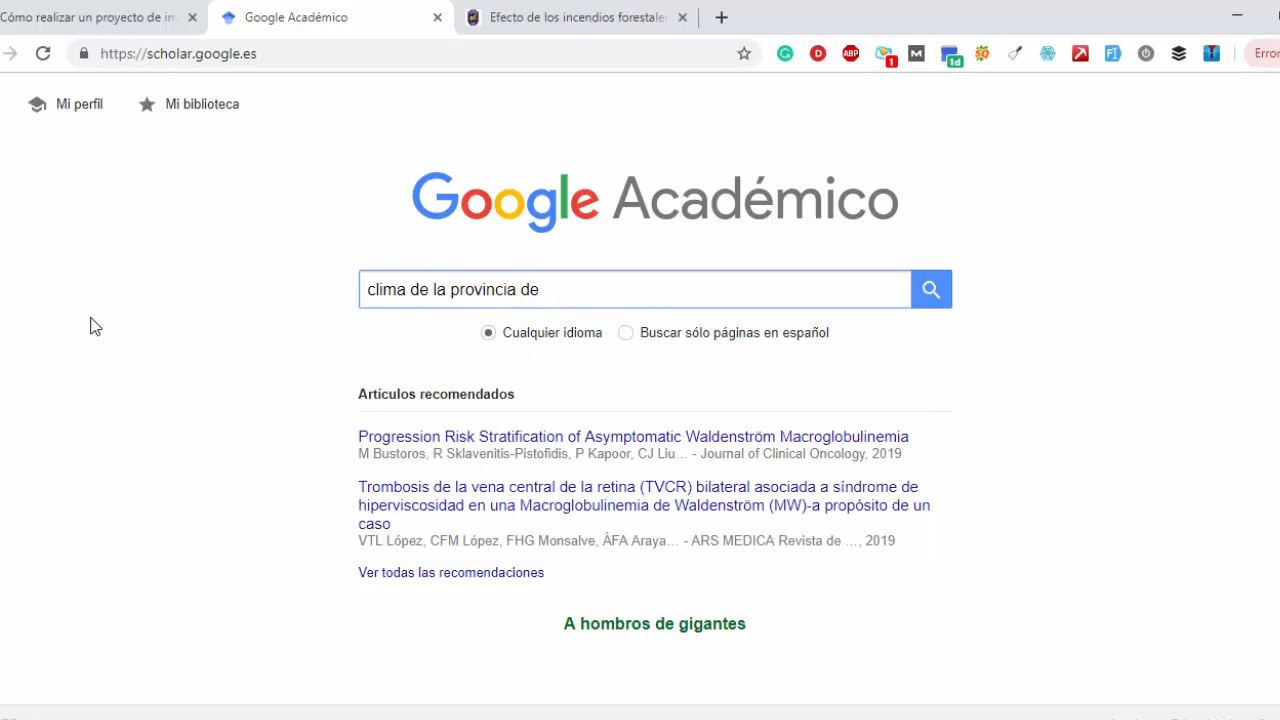 Cómo realizar un proyecto de in
Google Académico
Efecto de los incendios forestale
https://scholar.google.es
ABP
1
1d
Error
Mi perfil
Mi biblioteca
Google Académico
clima de la provincia de
Cualquier idioma
Buscar sólo páginas en español
Artículos recomendados
Progression Risk Stratification of Asymptomatic Waldenström Macroglobulinemia
M Bustoros, R Sklavenitis-Pistofidis, P Kapoor, CJ Liu… - Journal of Clinical Oncology, 2019
Trombosis de la vena central de la retina (TVCR) bilateral asociada a síndrome de
hiperviscosidad en una Macroglobulinemia de Waldenström (MW)-a propósito de un
caso
VTL López, CFM López, FHG Monsalve, ÁFA Araya… - ARS MEDICA Revista de …, 2019
Ver todas las recomendaciones
A hombros de gigantes